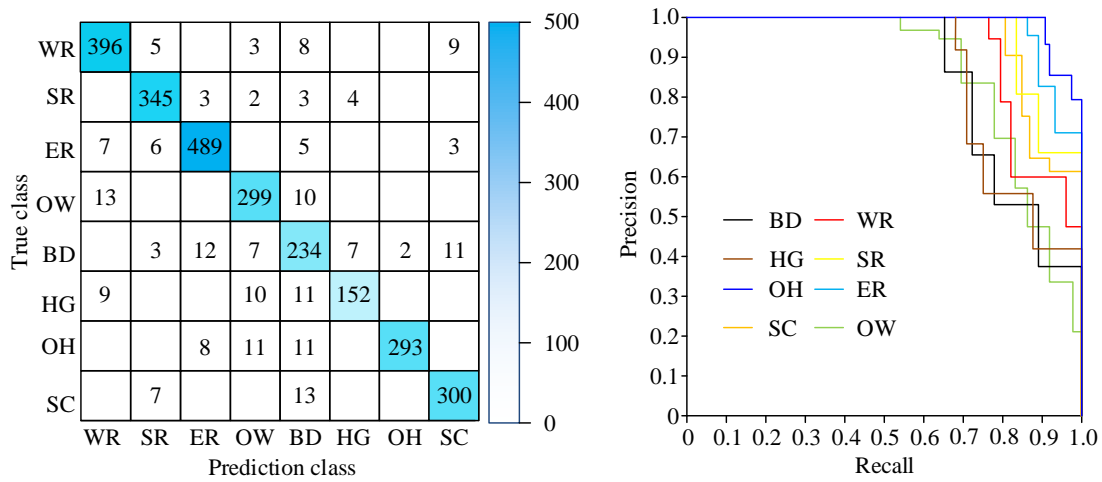 WR 396 5 3 8 9
SR 345 3 2 3 4
ER 7 6 489 5 3
OW 13 299 10
BD 3 12 7 234 7 2 11
HG 9 10 11 152
OH 8 11 11 293
SC 7 13 300
WR SR ER OW BD HG OH SC
Prediction class
True class
500
400
300
200
100
0
1.0
0.9
0.8
0.7
0.6
0.5
0.4
0.3
0.2
0.1
0
Precision
BD WR
HG SR
OH ER
SC OW
0 0.1 0.2 0.3 0.4 0.5 0.6 0.7 0.8 0.9 1.0
Recall